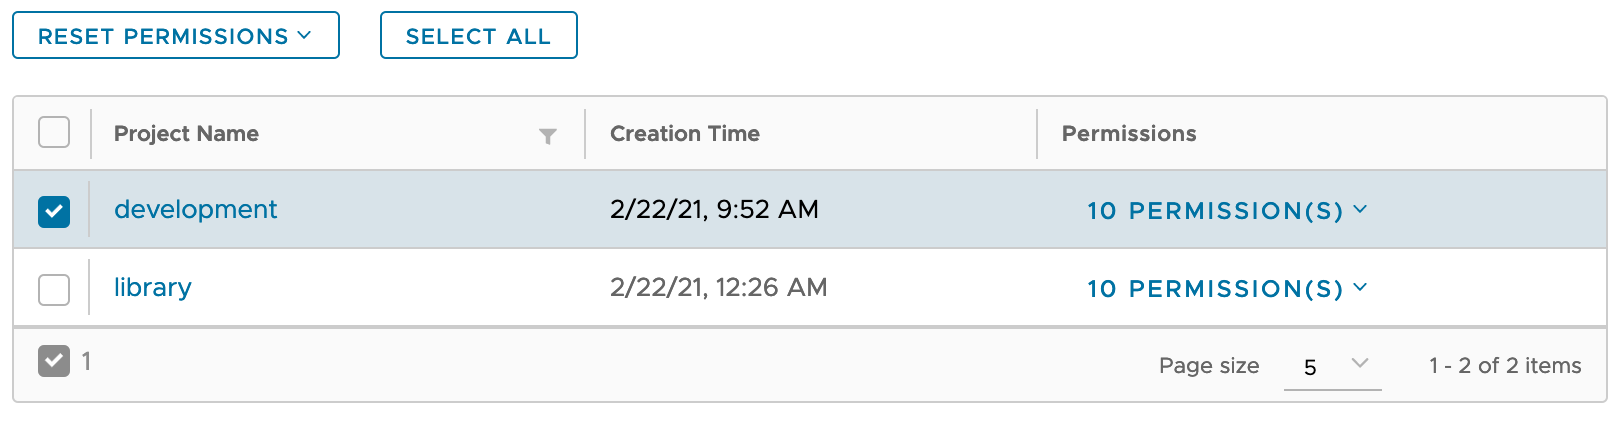 RESET PERMISSIONS SELECT ALL
Project Name Creation Time Permissions
development 2/22/21, 9:52 AM 10 PERMISSION(S)
library 2/22/21, 12:26 AM 10 PERMISSION(S)
1 Page size 5 1 - 2 of 2 items